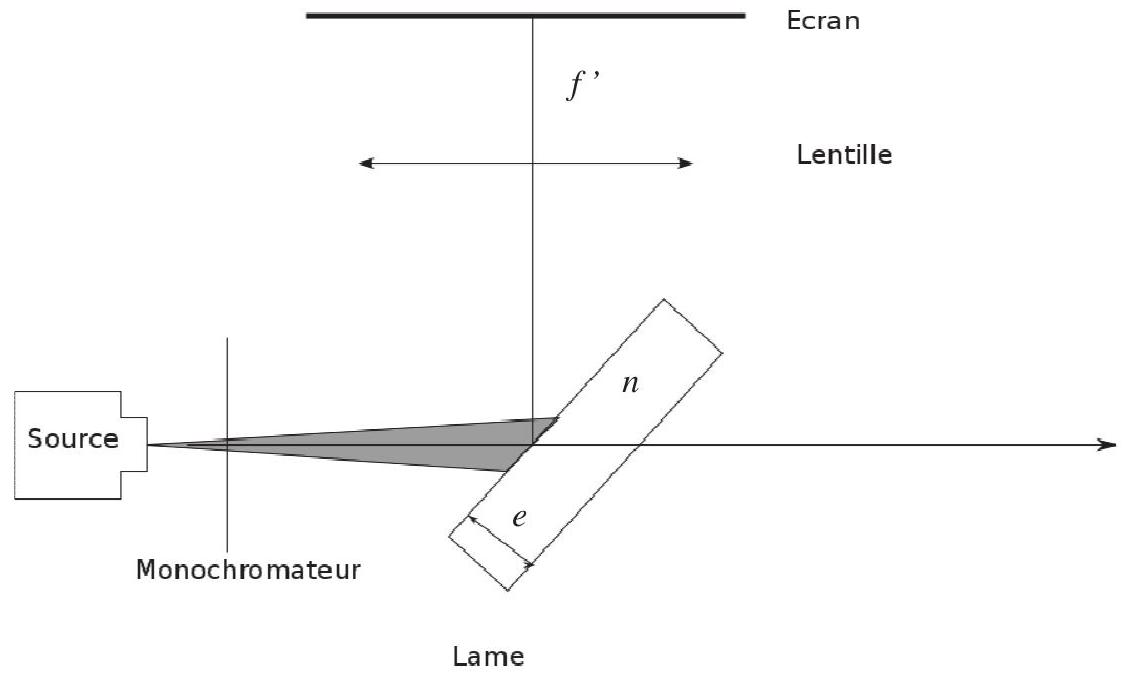 Ecran
f '
Lentille
n
Source
e
Monochromateur
Lame